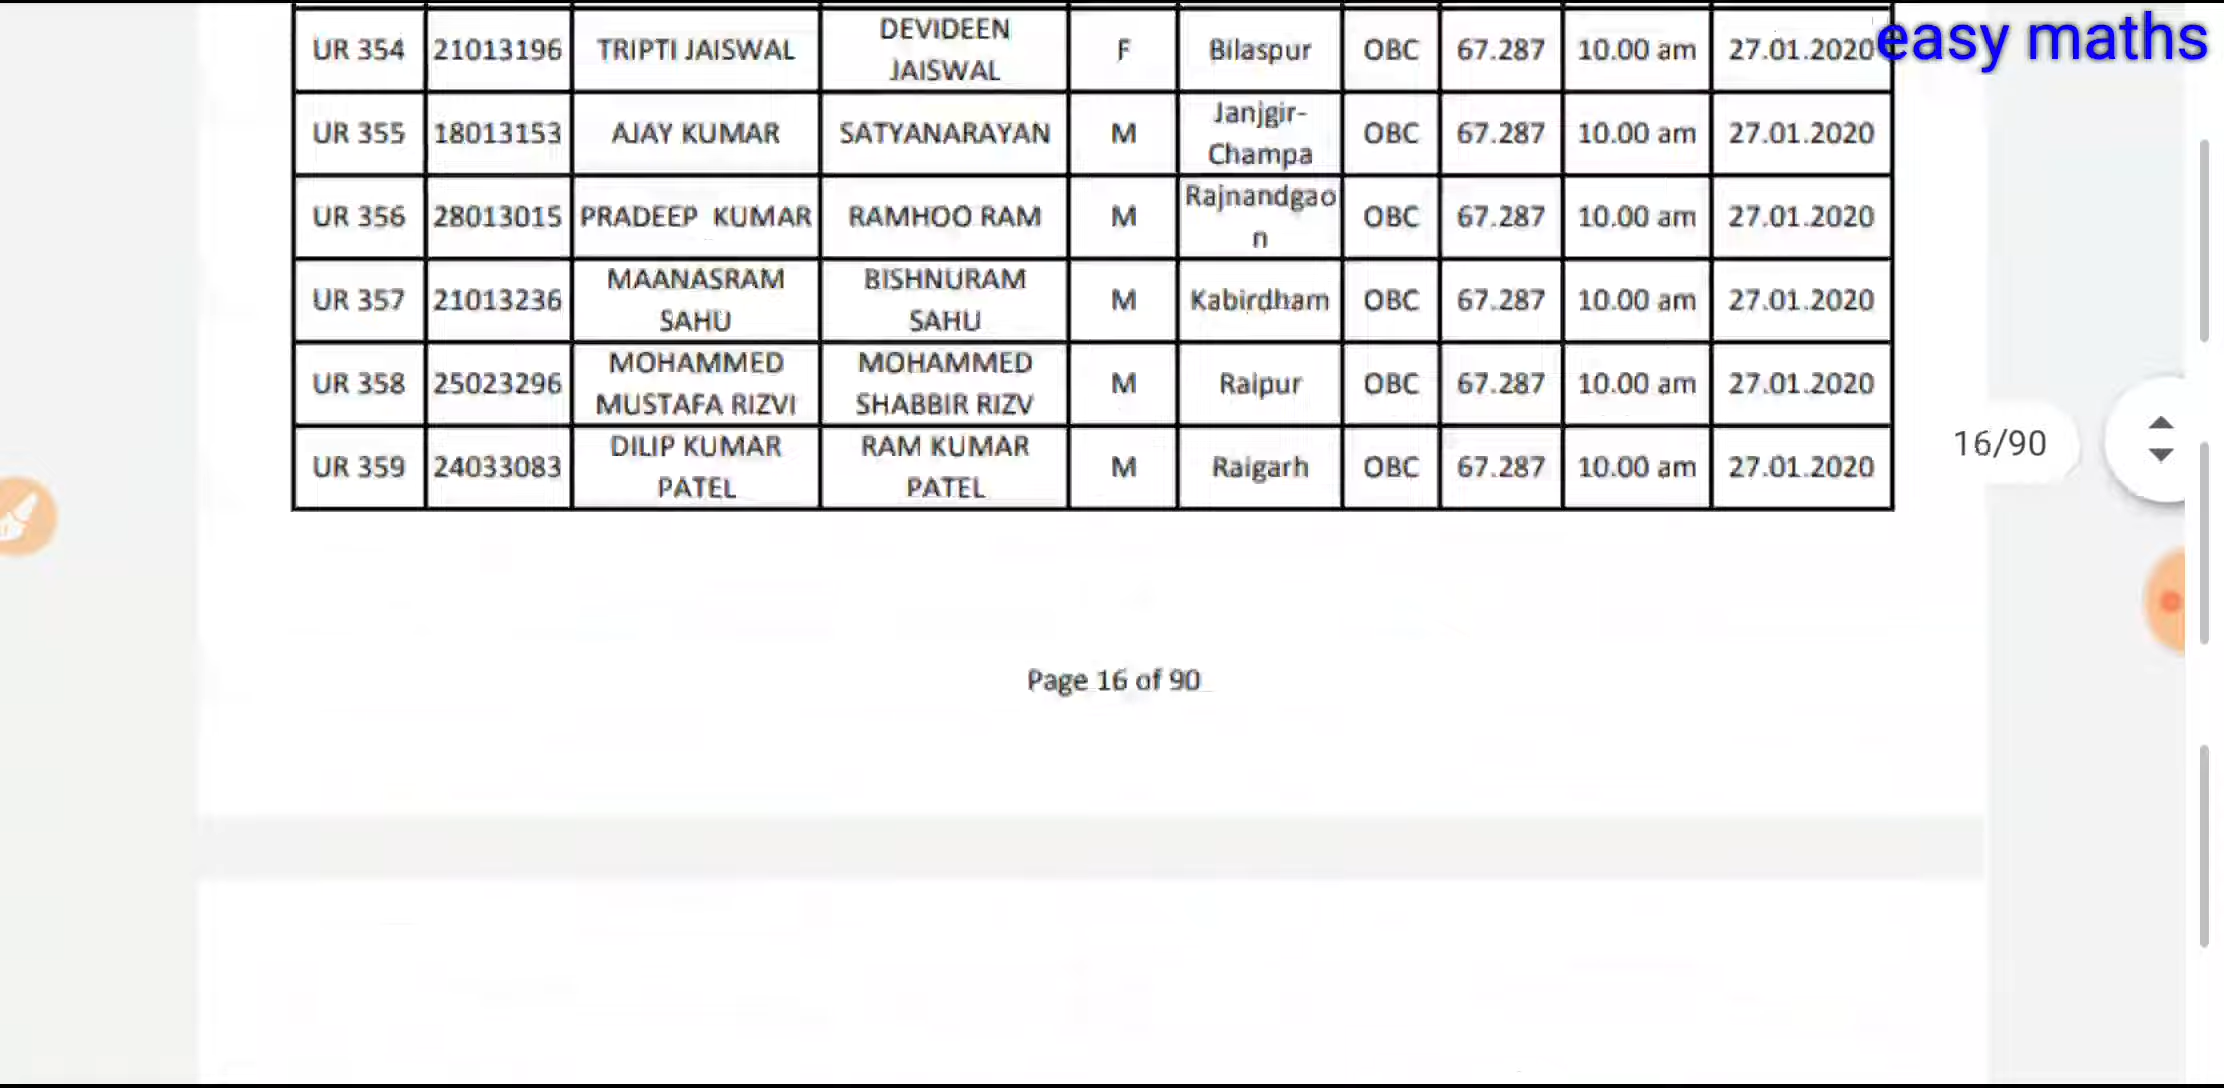 UR 354 21013196 TRIPTI JAISWAL DEVIDEEN JAISWAL F Bilaspur OBC 67.287 10.00 am 27.01.2020
easy maths
UR 355 18013153 AJAY KUMAR SATYANARAYAN M Janjgir-Champa OBC 67.287 10.00 am 27.01.2020
UR 356 28013015 PRADEEP KUMAR RAMHOO RAM M Rajnandgaon OBC 67.287 10.00 am 27.01.2020
UR 357 21013236 MAANASRAM SAHU BISHNURAM SAHU M Kabirdham OBC 67.287 10.00 am 27.01.2020
UR 358 25023296 MOHAMMED MUSTAFA RIZVI MOHAMMED SHABBIR RIZV M Raipur OBC 67.287 10.00 am 27.01.2020
UR 359 24033083 DILIP KUMAR PATEL RAM KUMAR PATEL M Raigarh OBC 67.287 10.00 am 27.01.2020
16/90
Page 16 of 90